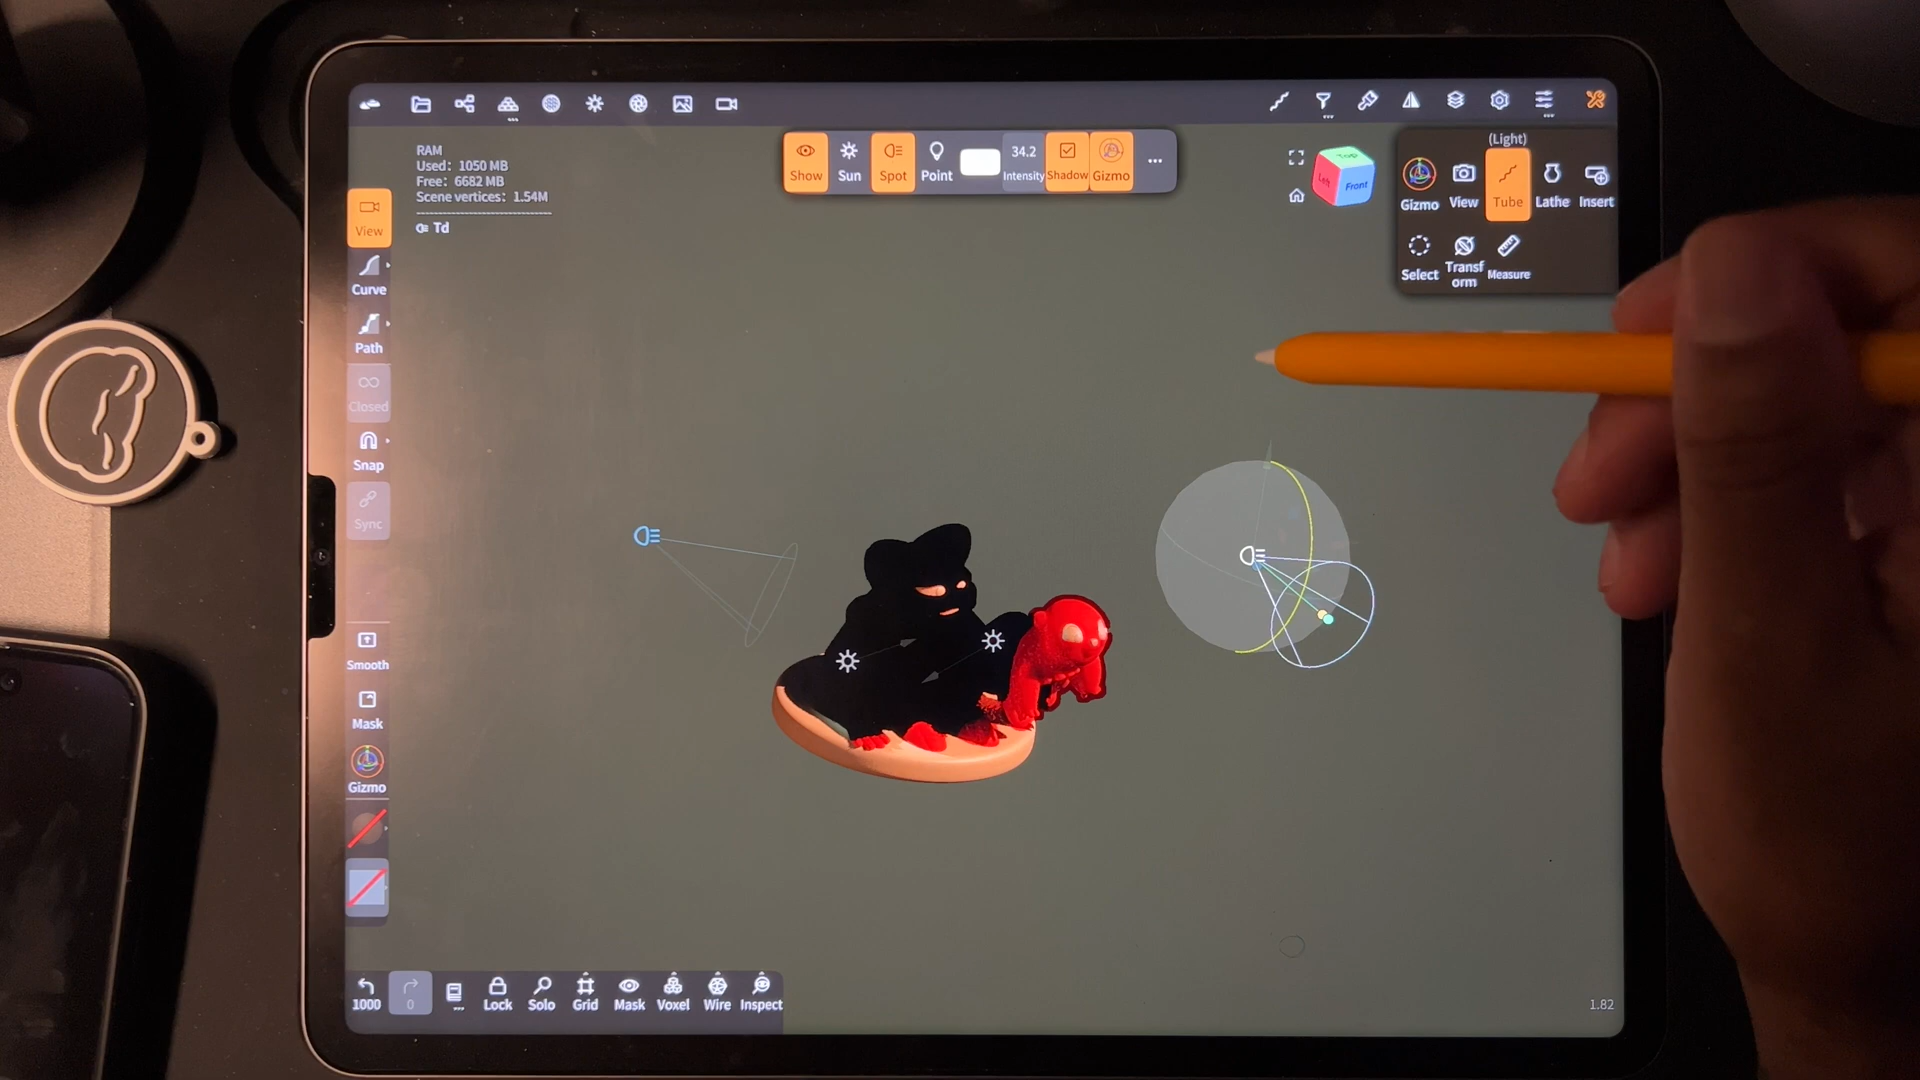 RAM
Used: 1050 MB
Free: 6682 MB
Scene vertices: 1.54M
Td
Show
Sun
Spot
Point
34.2
Intensity
Shadow
Gizmo
...
Top
Left
Front
(Light)
Gizmo
View
Tube
Lathe
Insert
Select
Transf
orm
Measure
View
Curve
Path
Closed
Snap
Sync
Smooth
Mask
Gizmo
1000
0
Lock
Solo
Grid
Mask
Voxel
Wire
Inspect
1.82